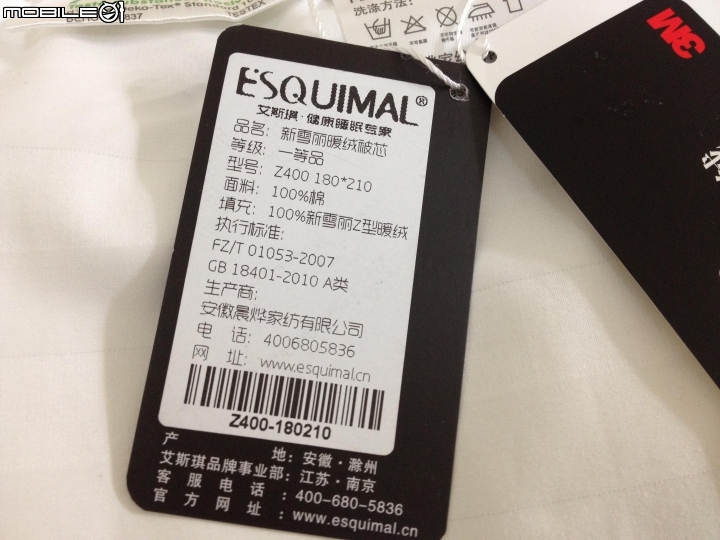 MOBILE01
Oeko-Tex® Stan
TESTEX
837
洗涤方法:
3M
ESQUIMAL®
艾斯琪·健康睡眠专家
品名: 新雪丽暖绒被芯
等级: 一等品
型号: Z400 180*210
面料: 100%棉
填充: 100%新雪丽Z型暖绒
执行标准:
FZ/T 01053-2007
GB 18401-2010 A类
生产商:
安徽晨烨家纺有限公司
电 话: 4006805836
网 址: www.esquimal.cn
Z400-180210
产 地: 安徽·滁州
艾斯琪品牌事业部: 江苏·南京
客服电话: 400-680-5836
官方网址: www.esquimal.cn